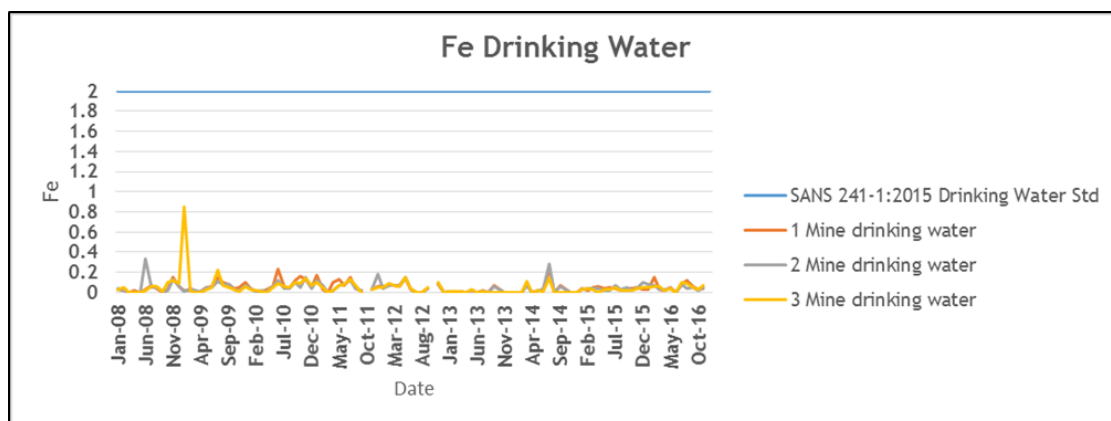 Fe Drinking Water
2
1.8
1.6
1.4
1.2
1
0.8
0.6
0.4
0.2
0
Fe
Jan-08
Jun-08
Nov-08
Apr-09
Sep-09
Feb-10
Jul-10
Dec-10
May-11
Oct-11
Mar-12
Aug-12
Jan-13
Jun-13
Nov-13
Apr-14
Sep-14
Feb-15
Jul-15
Dec-15
May-16
Oct-16
Date
SANS 241-1:2015 Drinking Water Std
1 Mine drinking water
2 Mine drinking water
3 Mine drinking water